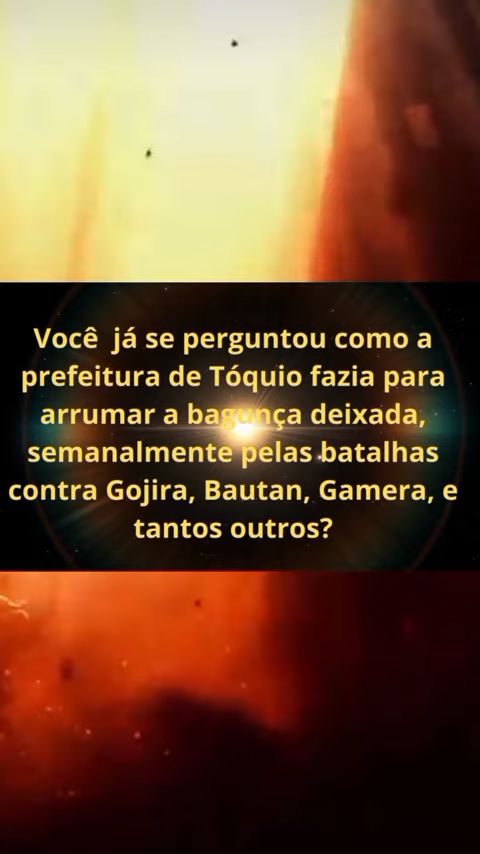 Você já se perguntou como a
prefeitura de Tóquio fazia para
arrumar a bagunça deixada,
semanalmente pelas batalhas
contra Gojira, Bautan, Gamera, e
tantos outros?